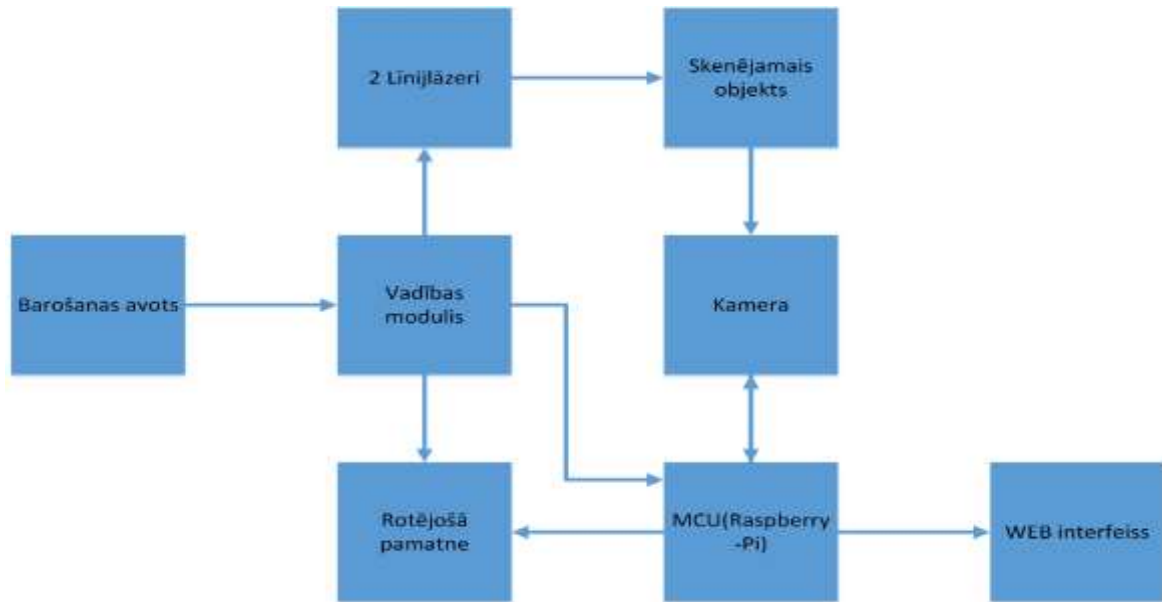 2 Līnijlāzeri
Skenējamais
objekts
Barošanas avots
Vadības
modulis
Kamera
Rotējošā
pamatne
MCU(Raspberry
-Pi)
WEB interfeiss